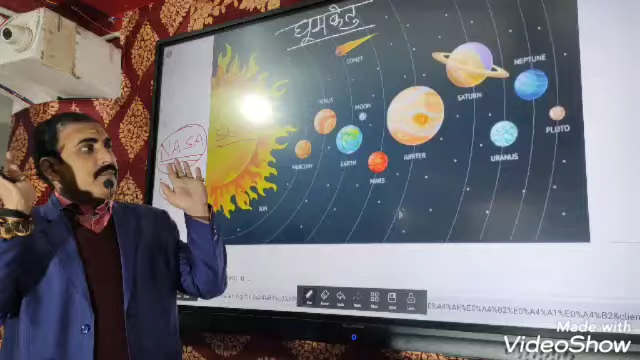 धूमकेतु
COMET
NEPTUNE
SATURN
VENUS
MOON
PLUTO
NASA
MERCURY
EARTH
JUPITER
URANUS
MARS
SUN
Made with
VideoShow